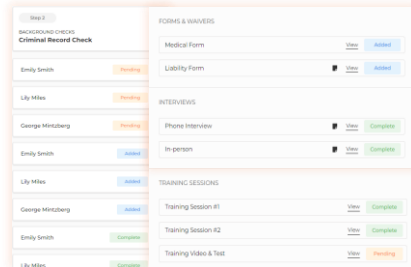 Step 2
BACKGROUND CHECKS
Criminal Record Check
Emily Smith Pending
Lily Miles Pending
George Mintzberg Pending
Emily Smith Added
Lily Miles Added
George Mintzberg Added
Emily Smith Complete
Lily Miles Complete
FORMS & WAIVERS
Medical Form View Added
Liability Form View Added
INTERVIEWS
Phone Interview View Complete
In-person View Complete
TRAINING SESSIONS
Training Session #1 View Complete
Training Session #2 View Complete
Training Video & Test View Pending